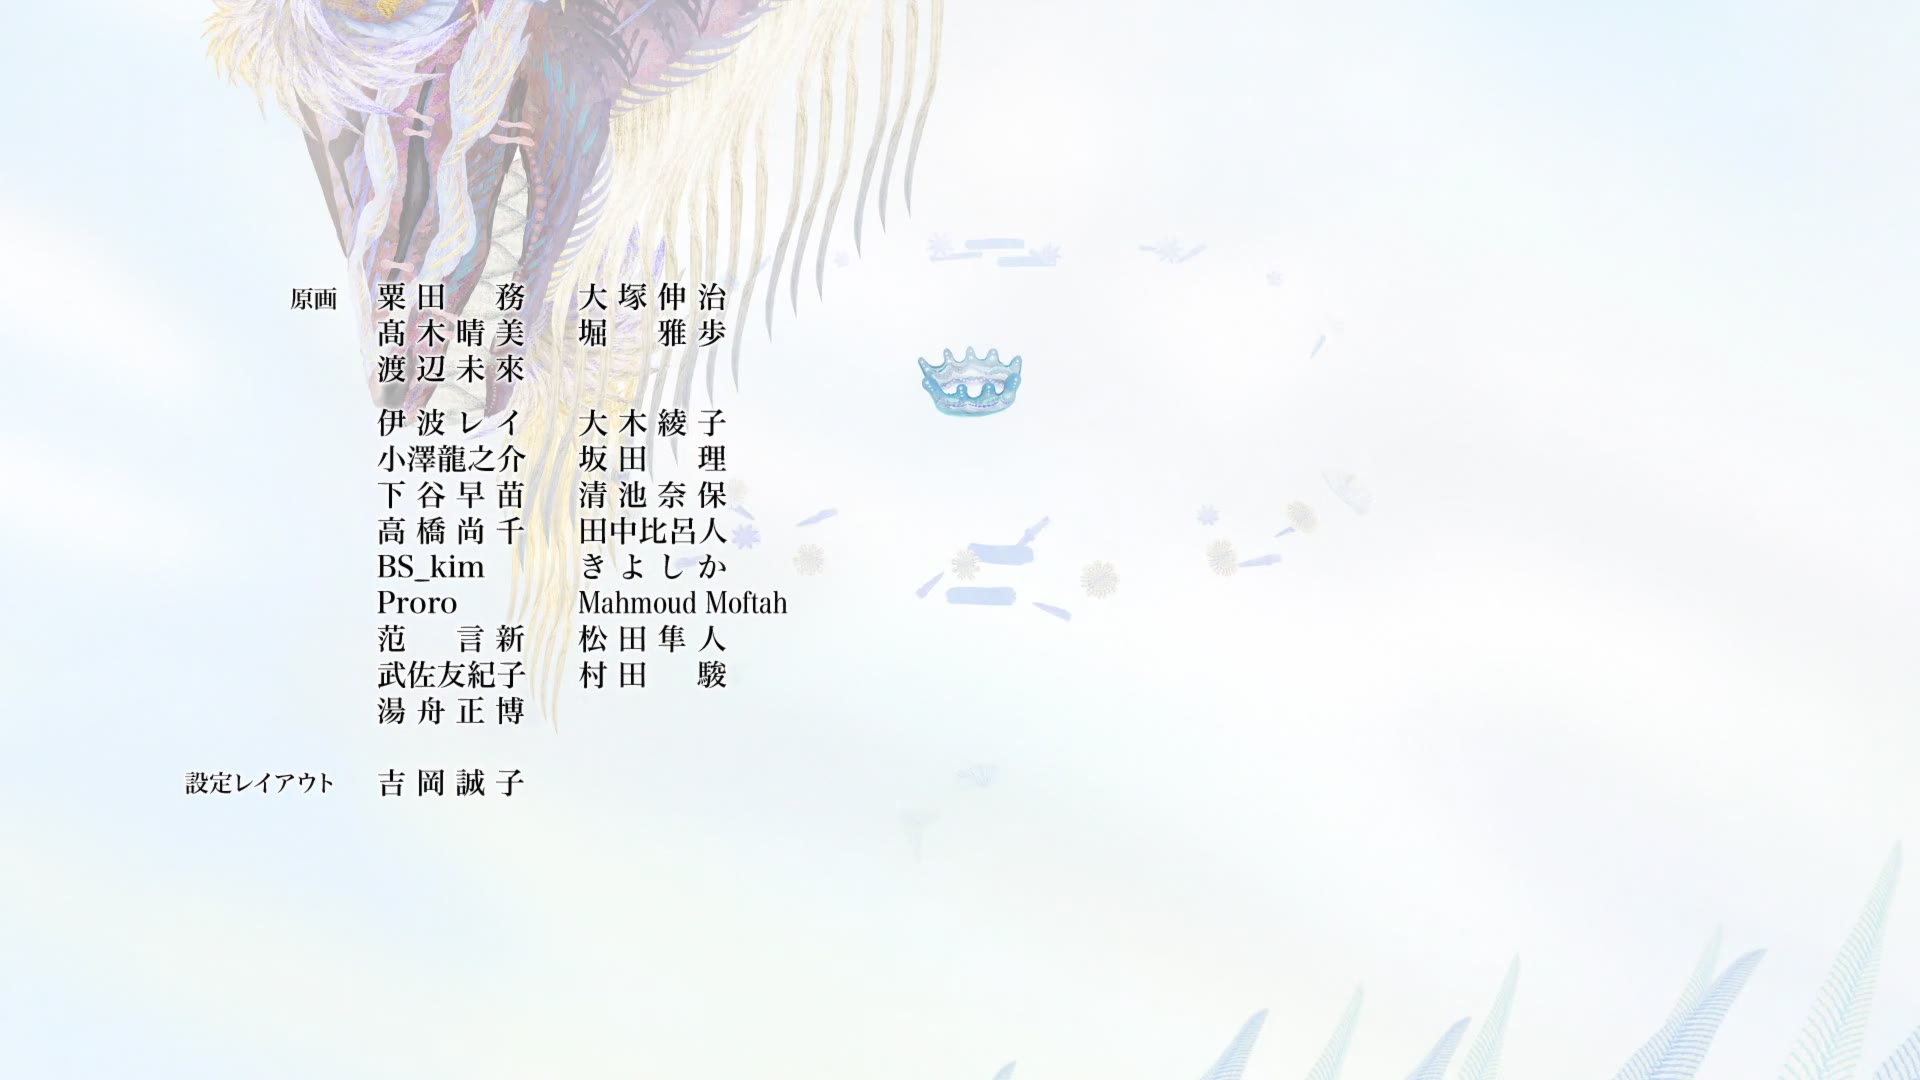 原画 粟田 務 大塚伸治
髙木晴美 堀 雅歩
渡辺未來
伊波レイ 大木綾子
小澤龍之介 坂田 理
下谷早苗 清池奈保
高橋尚千 田中比呂人
BS_kim きよしか
Proro Mahmoud Moftah
范 言新 松田隼人
武佐友紀子 村田 駿
湯舟正博
設定レイアウト 吉岡誠子